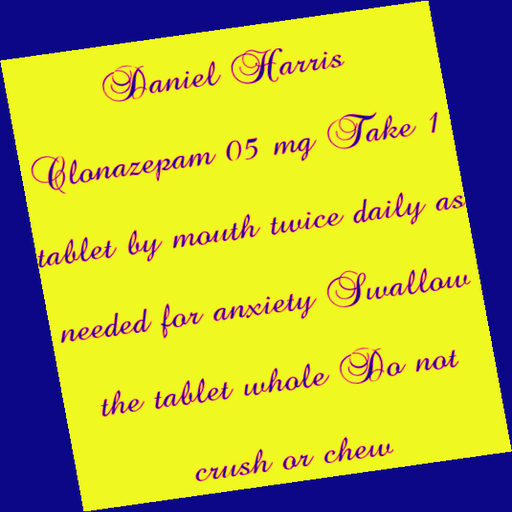 Daniel Harris
Clonazepam 05 mg Take 1
tablet by mouth twice daily as
needed for anxiety Swallow
the tablet whole Do not
crush or chew